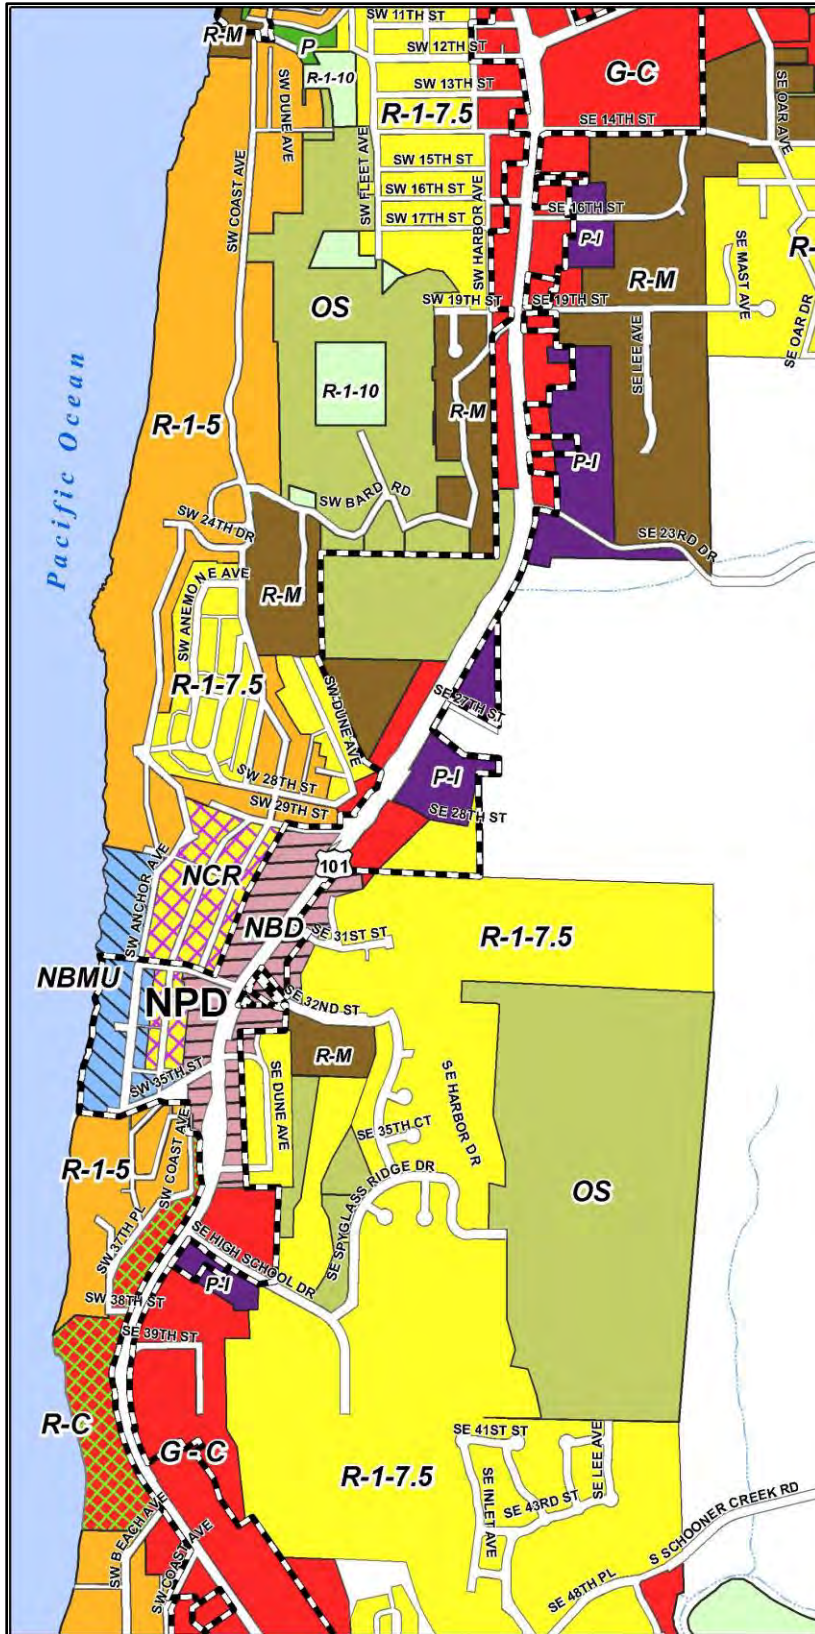 SW 11TH ST
R-M
P
SW 12TH ST
G-C
SE OAR AVE
R-1-10
SW 13TH ST
SW DUNE AVE
R-1-7.5
SE 14TH ST
SW COAST AVE
SW FLEET AVE
SW 15TH ST
SW HARBOR AVE
SW 16TH ST
SE 16TH ST
SW 17TH ST
P-I
R-
SE MAST AVE
R-M
OS
SW 19TH ST
SE 19TH ST
SE OAR DR
SE LEE AVE
Pacific Ocean
R-1-10
R-M
R-1-5
P-I
SW BARD RD
SW 24TH DR
SE 23RD DR
SW ANEMONE AVE
R-M
R-1-7.5
SW DUNE AVE
SE 27TH ST
SW 28TH ST
P-I
SW 29TH ST
SE 28TH ST
101
NCR
SW ANCHOR AVE
NBD
SE 31ST ST
R-1-7.5
NBMU
NPD
SE 32ND ST
R-M
SW 35TH ST
SE DUNE AVE
SE HARBOR DR
SE 35TH CT
R-1-5
SW COAST AVE
OS
SE SPYGLASS RIDGE DR
SW 37TH PL
SE HIGH SCHOOL DR
P-I
SW 38TH ST
SE 39TH ST
R-C
G-C
SE 41ST ST
SE LEE AVE
R-1-7.5
SE INLET AVE
SE 43RD ST
S SCHOONER CREEK RD
SW BEACH AVE
SW COAST AVE
SE 48TH PL